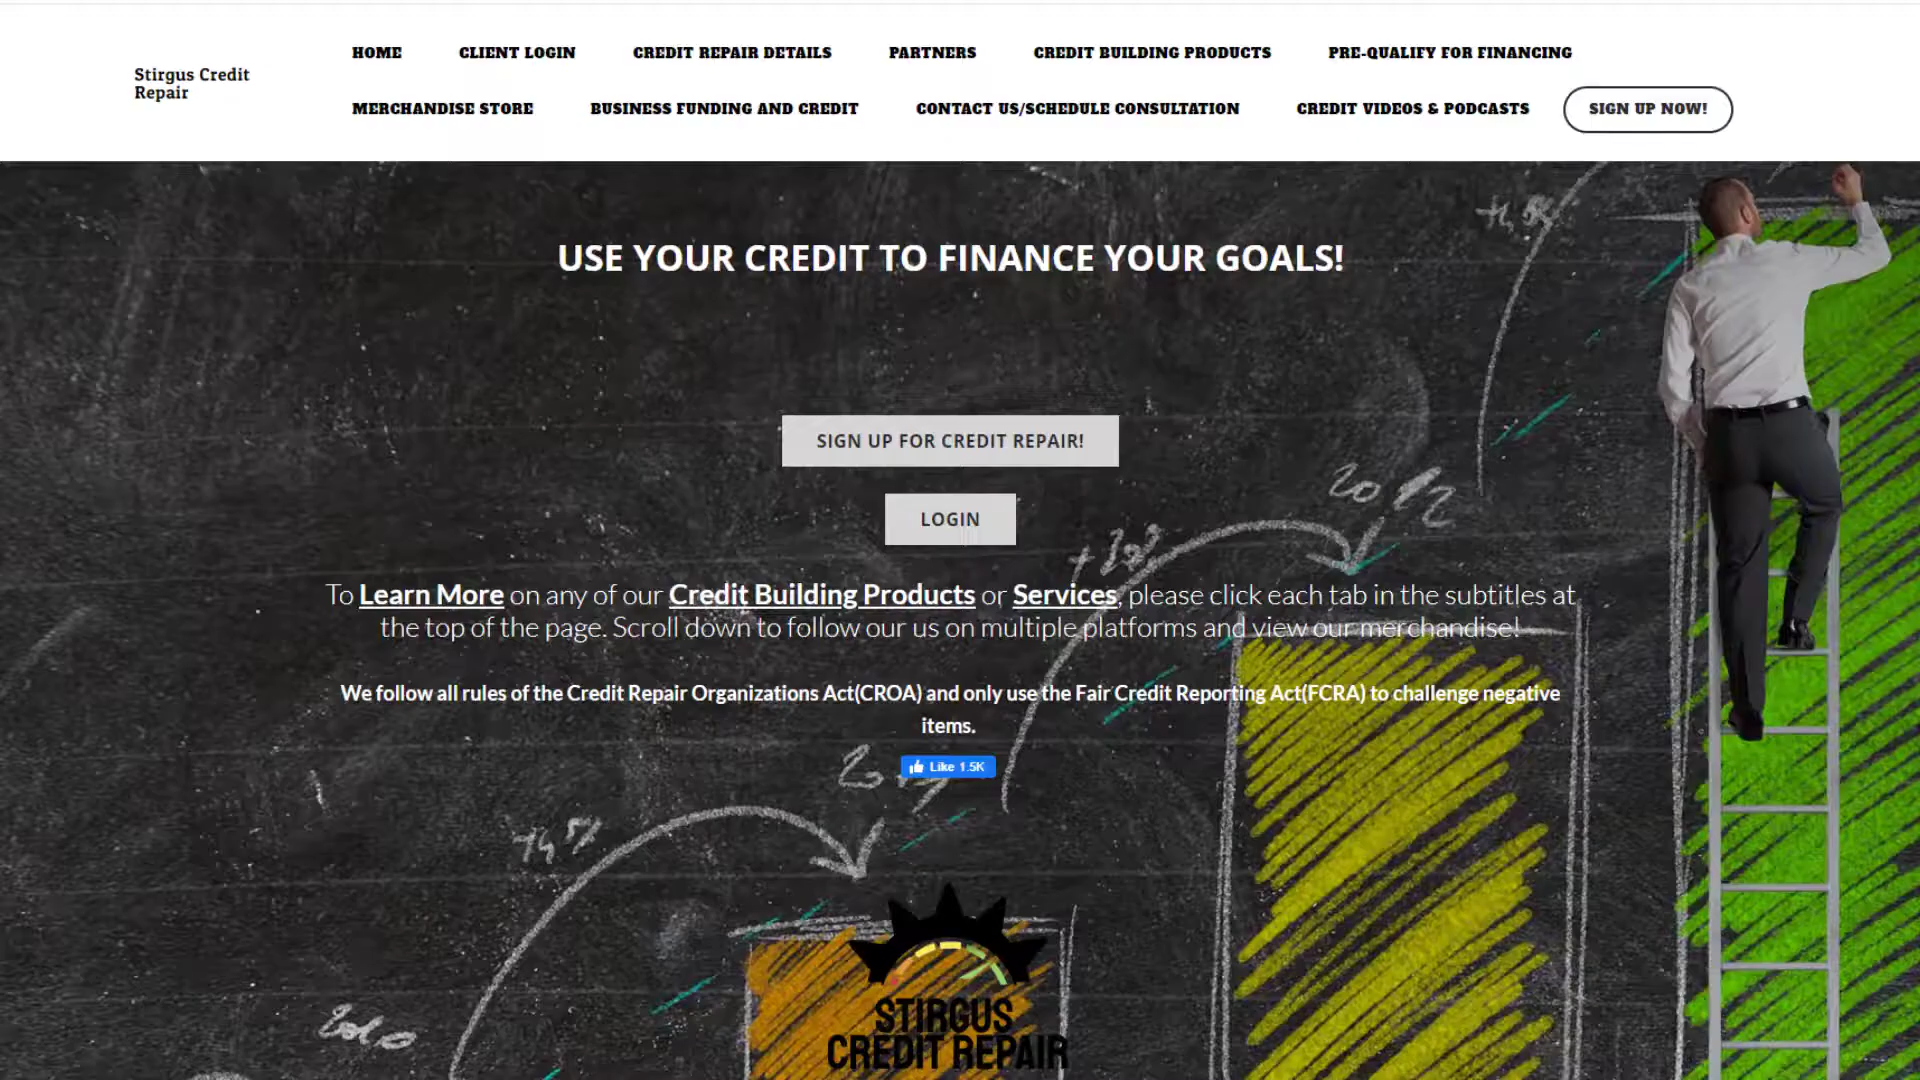 Stirgus Credit
Repair
HOME CLIENT LOGIN CREDIT REPAIR DETAILS PARTNERS CREDIT BUILDING PRODUCTS PRE-QUALIFY FOR FINANCING
MERCHANDISE STORE BUSINESS FUNDING AND CREDIT CONTACT US/SCHEDULE CONSULTATION CREDIT VIDEOS & PODCASTS SIGN UP NOW!
USE YOUR CREDIT TO FINANCE YOUR GOALS!
SIGN UP FOR CREDIT REPAIR!
LOGIN
To Learn More on any of our Credit Building Products or Services, please click each tab in the subtitles at
the top of the page. Scroll down to follow our us on multiple platforms and view our merchandise!
We follow all rules of the Credit Repair Organizations Act(CROA) and only use the Fair Credit Reporting Act(FCRA) to challenge negative
items.
Like 1.5K
STIRGUS
CREDIT REPAIR